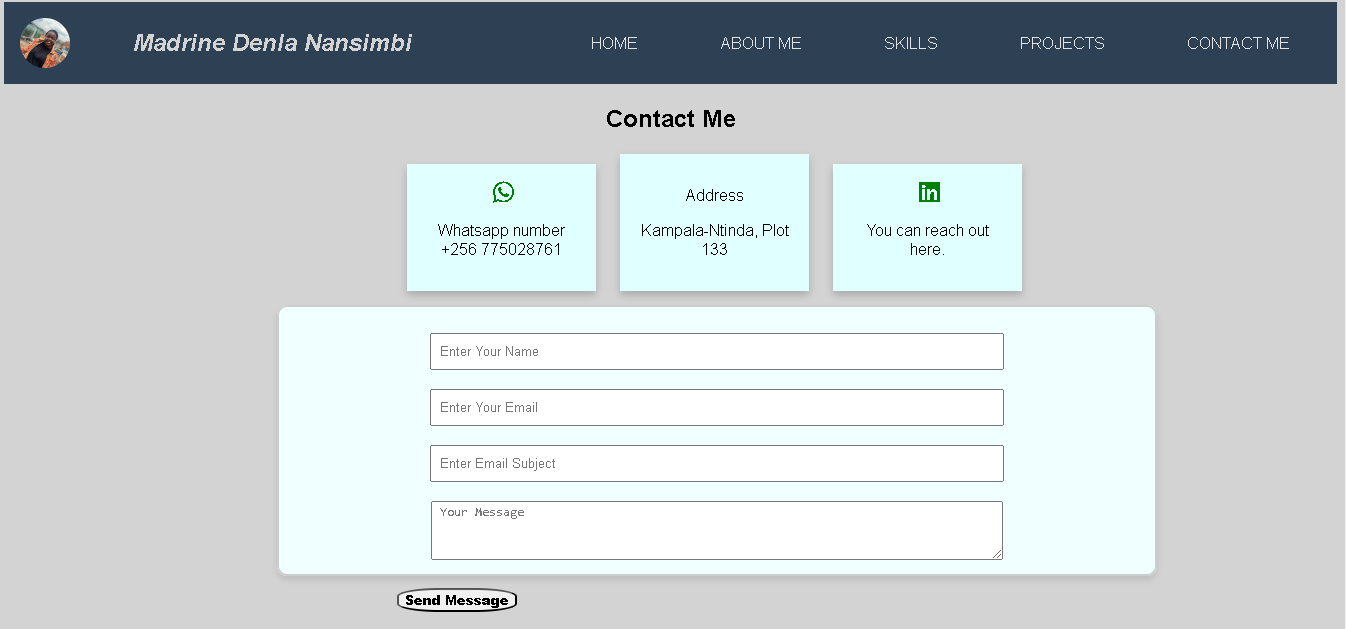 Madrine Denla Nansimbi
HOME
ABOUT ME
SKILLS
PROJECTS
CONTACT ME
Contact Me
Whatsapp number
+256 775028761
Address
Kampala-Ntinda, Plot
133
in
You can reach out
here.
Enter Your Name
Enter Your Email
Enter Email Subject
Your Message
Send Message